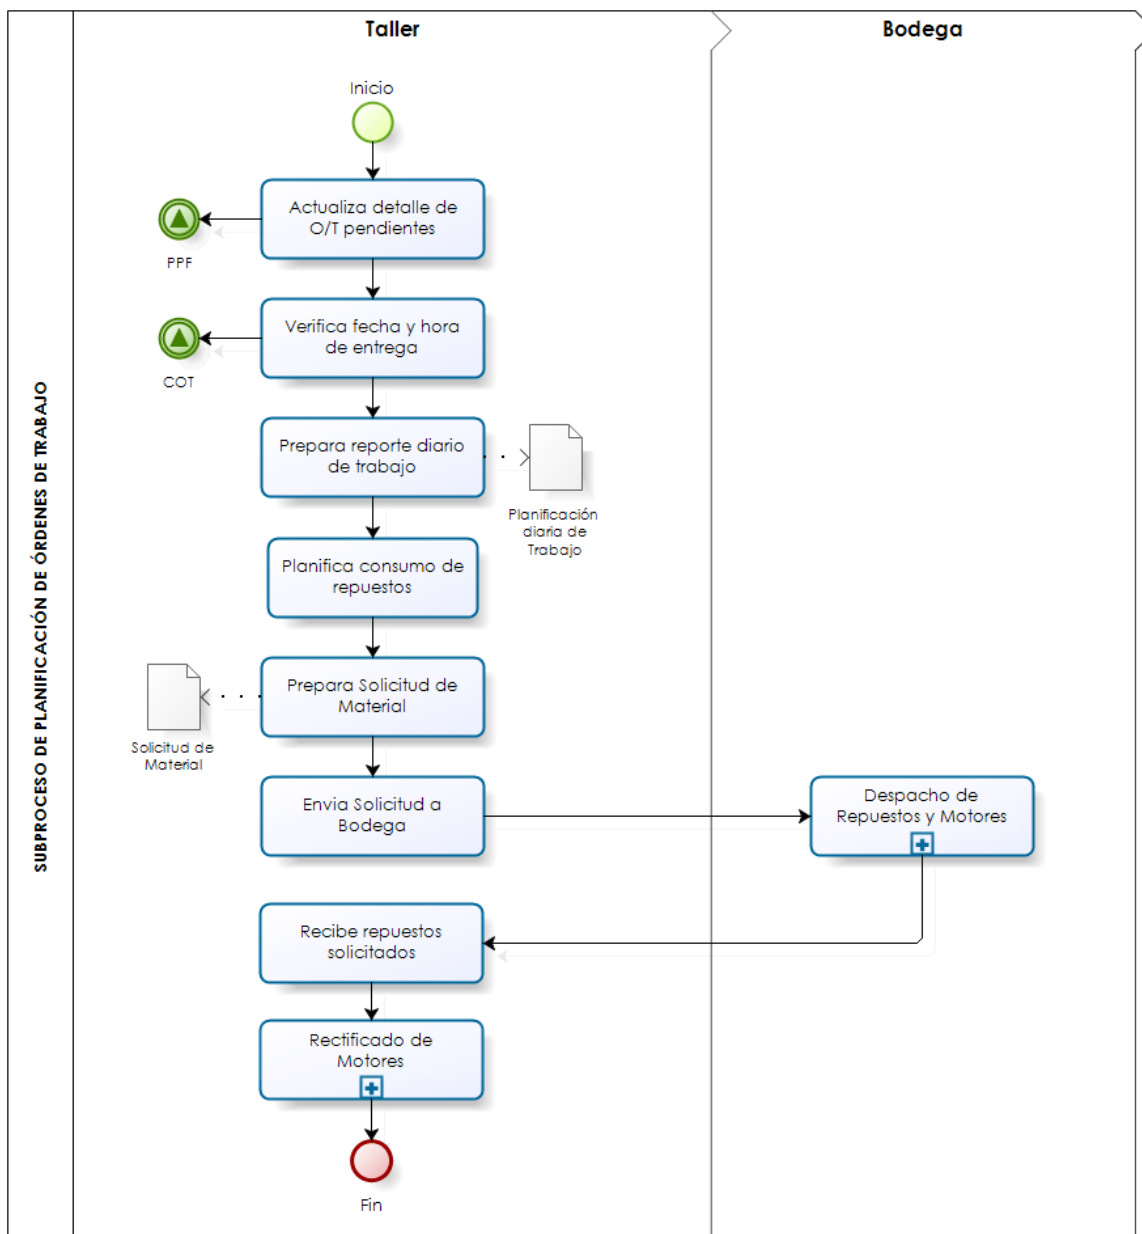 Taller
Bodega
SUBPROCESO DE PLANIFICACIÓN DE ÓRDENES DE TRABAJO
Inicio
Actualiza detalle de
O/T pendientes
PPF
Verifica fecha y hora
de entrega
COT
Prepara reporte diario
de trabajo
Planificación
diaria de
Trabajo
Planifica consumo de
repuestos
Prepara Solicitud de
Material
Solicitud de
Material
Envia Solicitud a
Bodega
Despacho de
Repuestos y Motores
Recibe repuestos
solicitados
Rectificado de
Motores
Fin